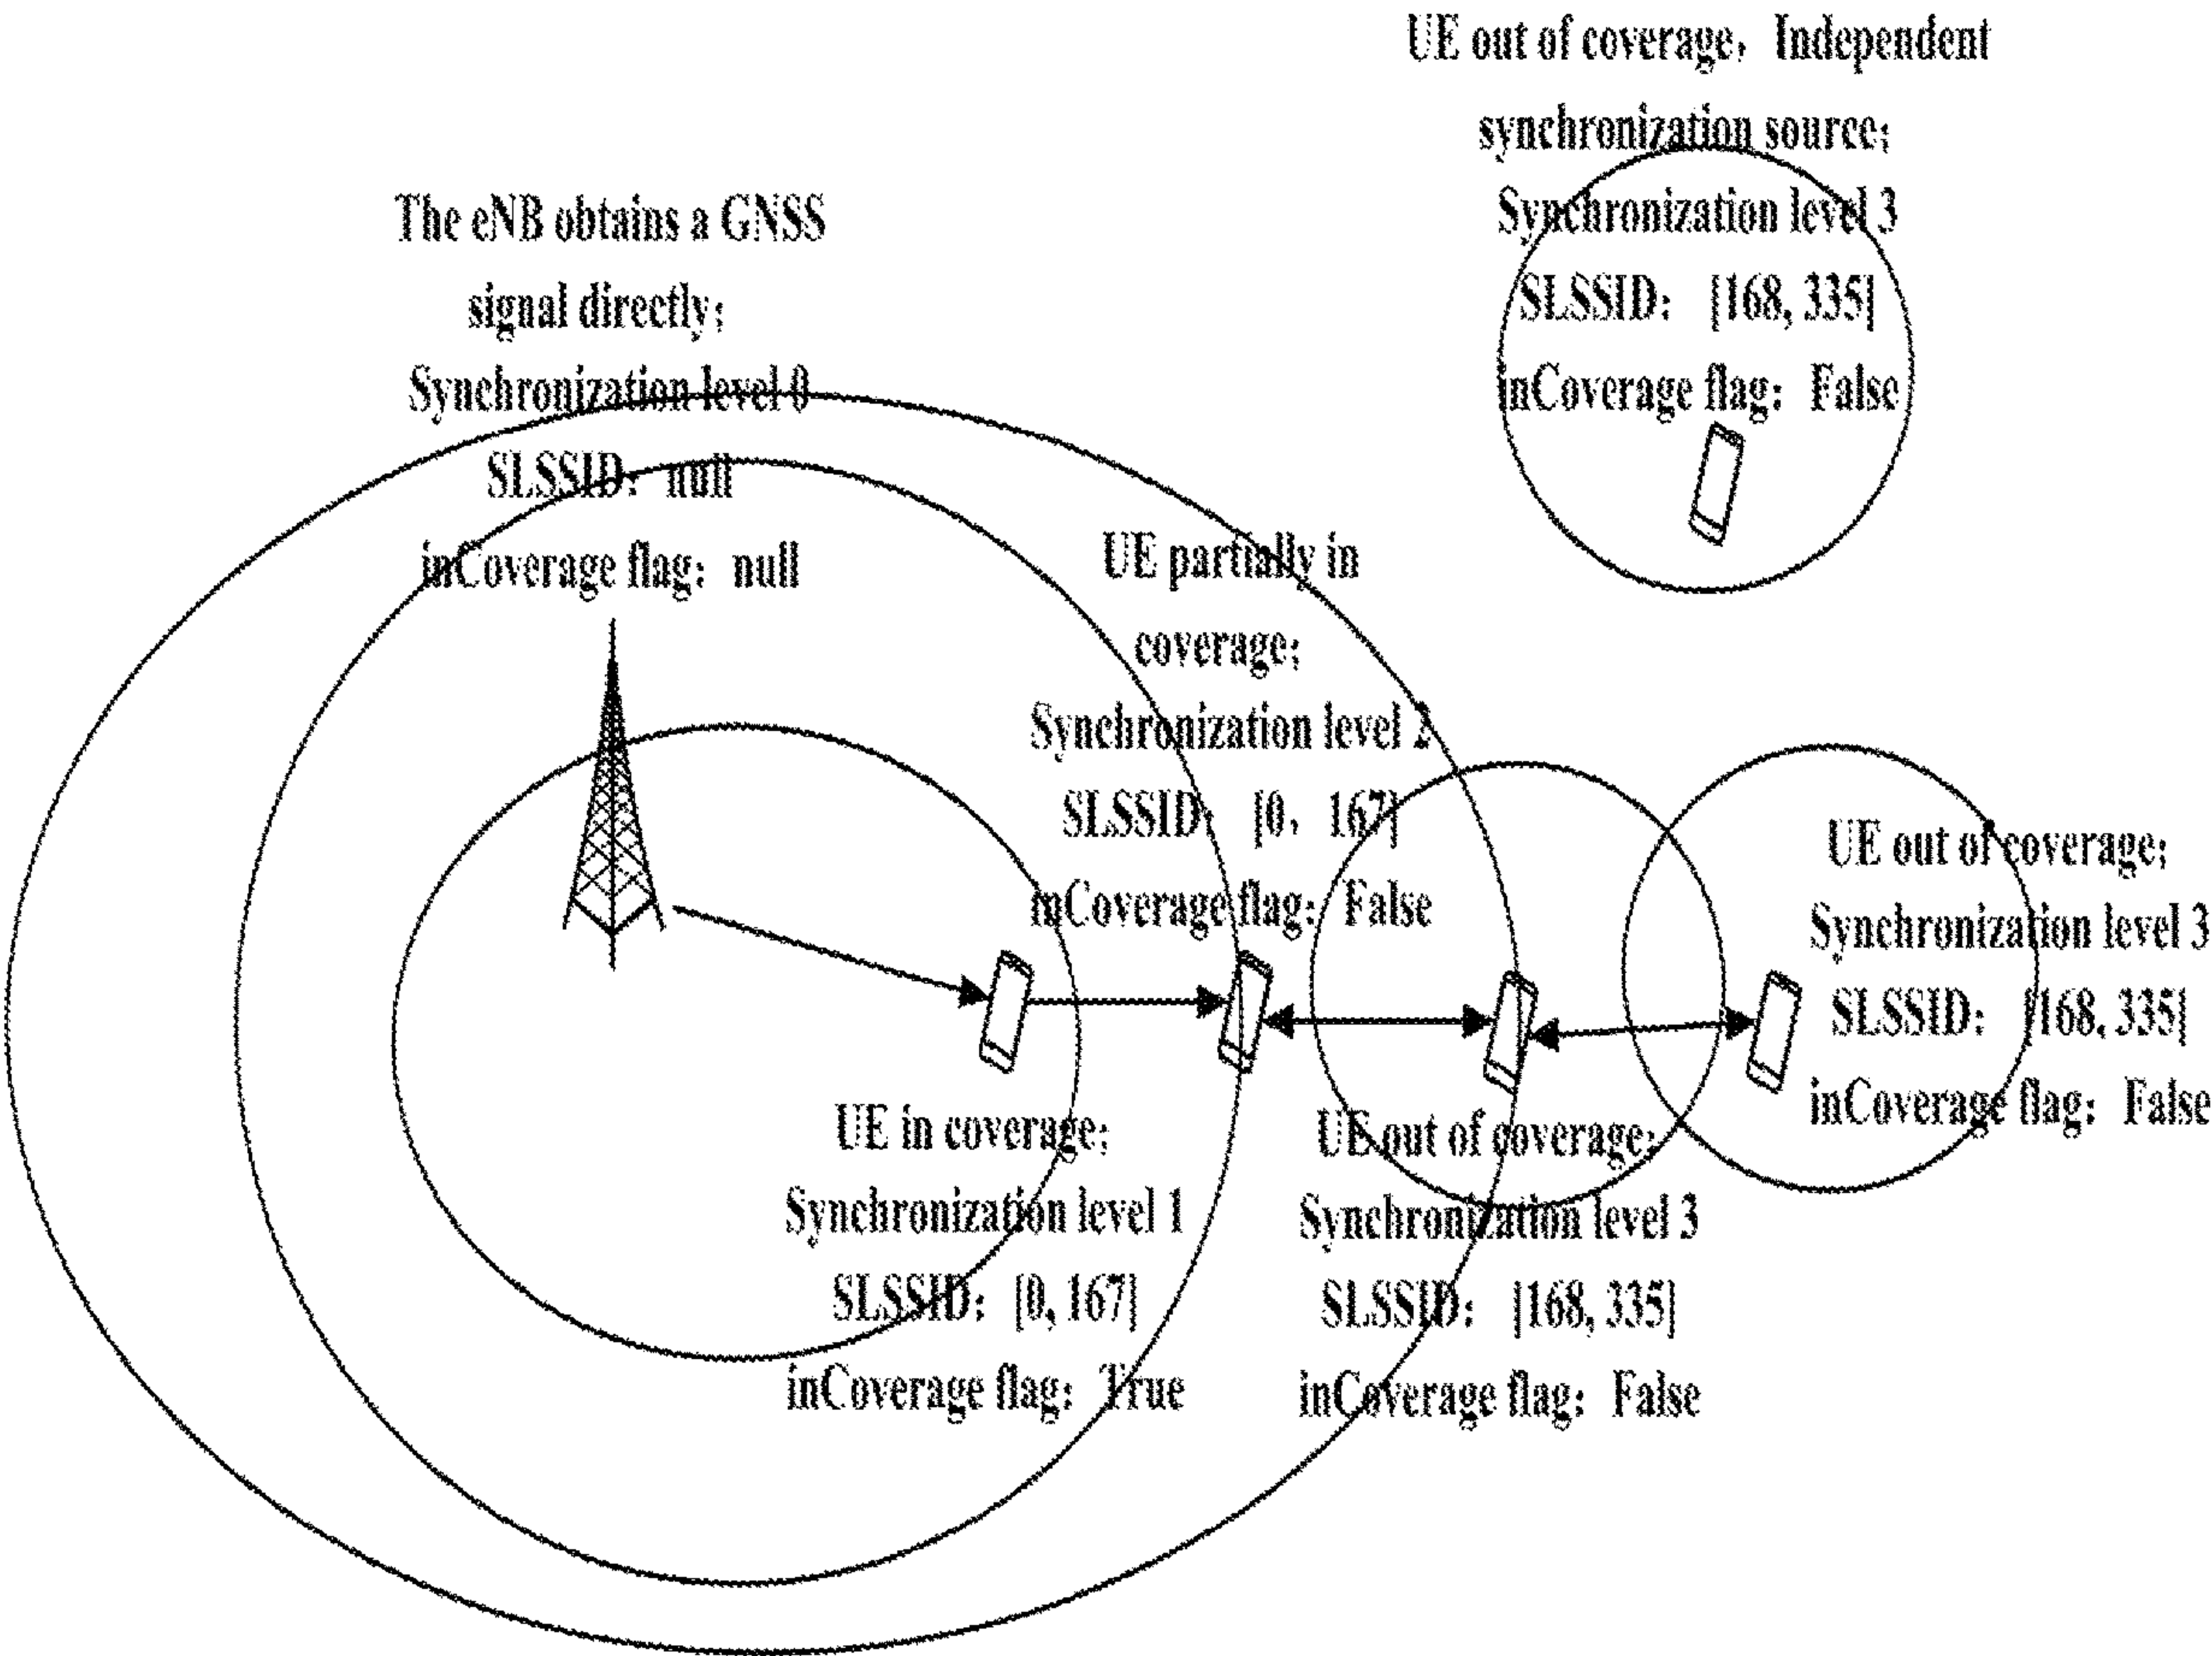 UE out of coverage, Independent
synchronization source;
Synchronization level 3
SLSSID: [168, 335]
inCoverage flag: False
The eNB obtains a GNSS
signal directly;
Synchronization level 0
SLSSID: null
inCoverage flag: null
UE partially in
coverage;
Synchronization level 2
SLSSID: [0, 167]
inCoverage flag: False
UE out of coverage;
Synchronization level 3
SLSSID: [168, 335]
inCoverage flag: False
UE in coverage;
Synchronization level 1
SLSSID: [0, 167]
inCoverage flag: True
UE out of coverage;
Synchronization level 3
SLSSID: [168, 335]
inCoverage flag: False